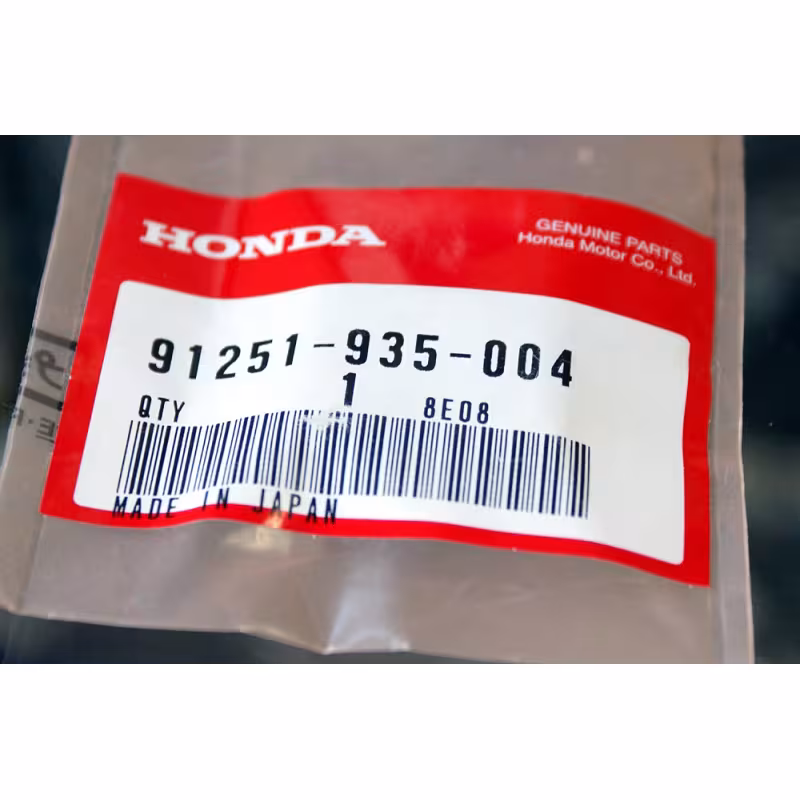 HONDA
GENUINE PARTS
Honda Motor Co., Ltd.
91251-935-004
QTY 1 8E08
MADE IN JAPAN